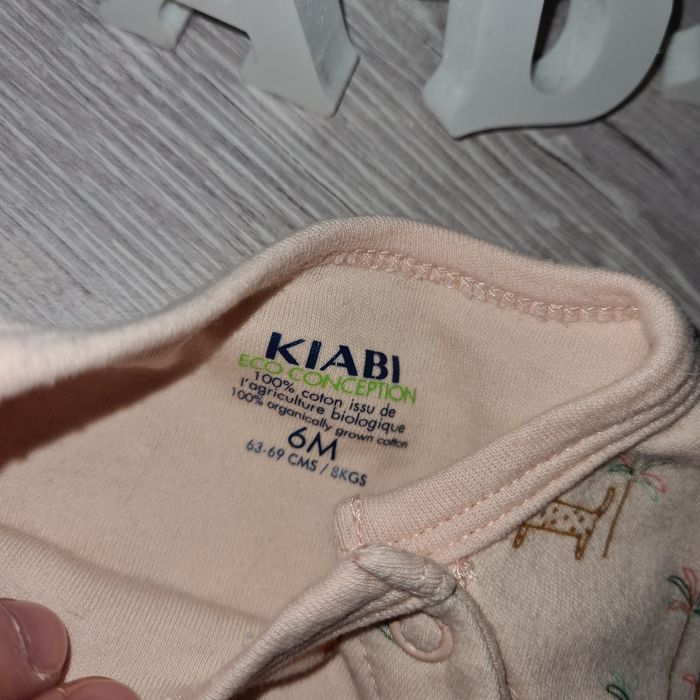 KIABI
ECO CONCEPTION
100% coton issu de
l'agriculture biologique
100% organically grown cotton
6M
63-69 CMS / 8KGS